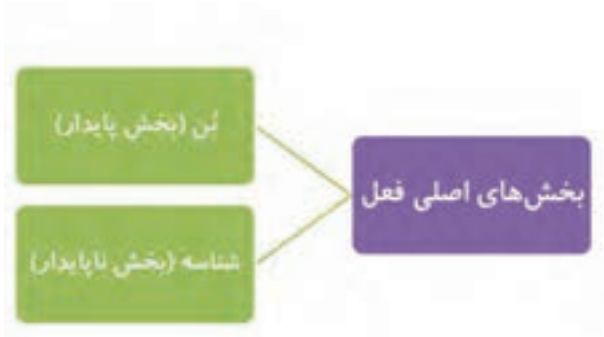 بخش‌های اصلی فعل
بُن (بخش پایدار)
شناسه (بخش ناپایدار)